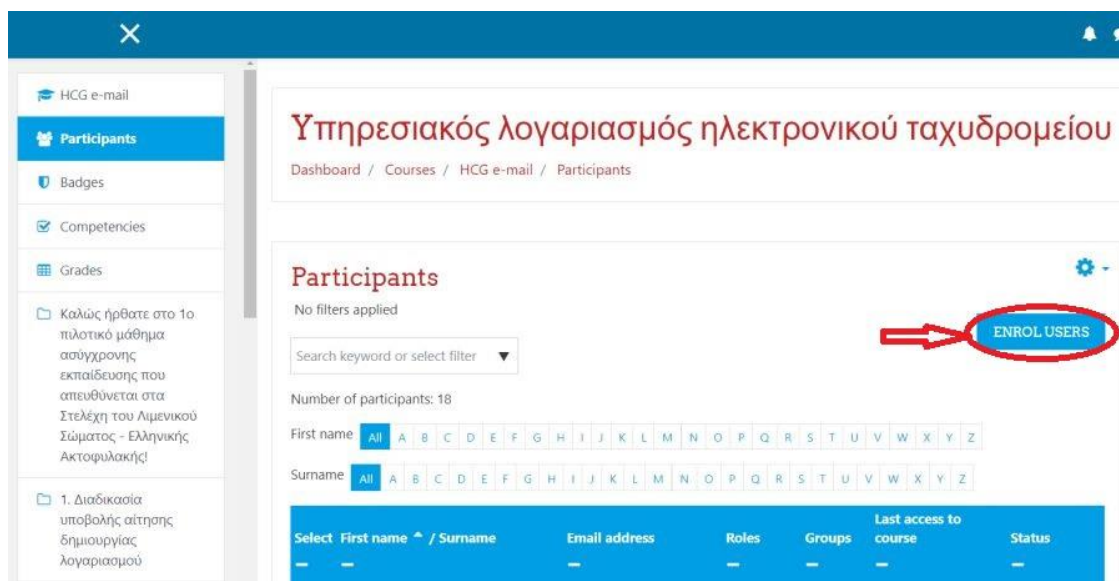 HCG e-mail
Participants
Badges
Competencies
Grades
Καλώς ήρθατε στο 1ο
πιλοτικό μάθημα
ασύγχρονης
εκπαίδευσης που
απευθύνεται στα
Στελέχη του Λιμενικού
Σώματος - Ελληνικής
Ακτοφυλακής!
1. Διαδικασία
υποβολής αίτησης
δημιουργίας
λογαριασμού
Υπηρεσιακός λογαριασμός ηλεκτρονικού ταχυδρομείου
Dashboard / Courses / HCG e-mail / Participants
Participants
No filters applied
ENROL USERS
Search keyword or select filter
Number of participants: 18
First name All A B C D E F G H I J K L M N O P Q R S T U V W X Y Z
Surname All A B C D E F G H I J K L M N O P Q R S T U V W X Y Z
Select First name / Surname Email address Roles Groups Last access to course Status